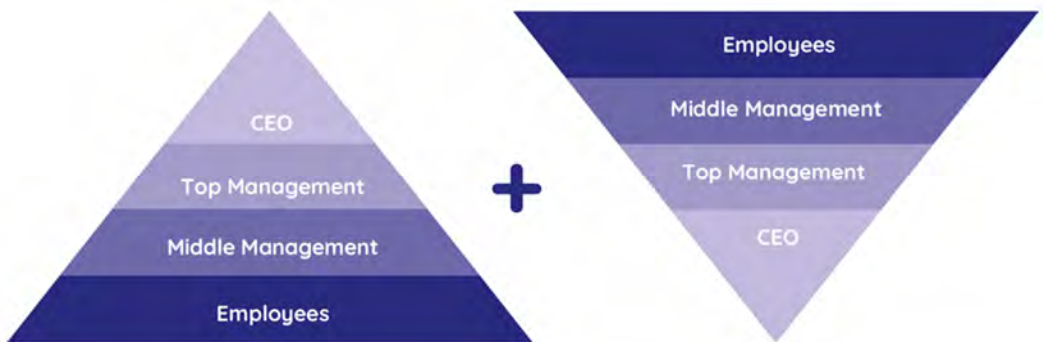 CEO
Top Management
Middle Management
Employees
+
Employees
Middle Management
Top Management
CEO